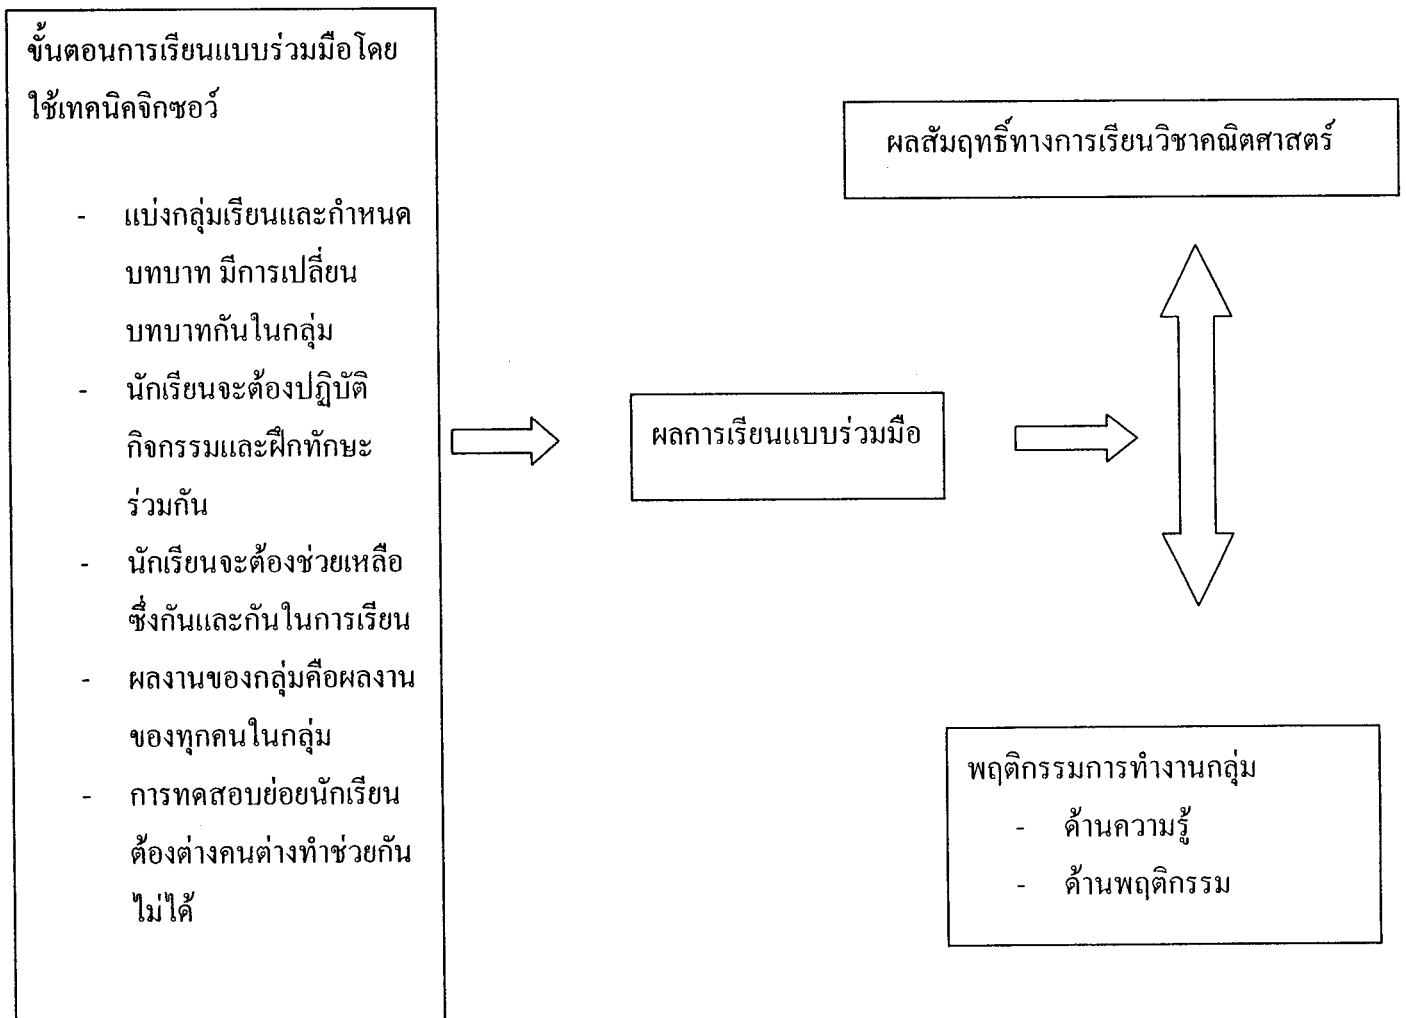 ขั้นตอนการเรียนแบบร่วมมือโดย
ใช้เทคนิคจิกซอว์
- แบ่งกลุ่มเรียนและกำหนด
บทบาท มีการเปลี่ยน
บทบาทกันในกลุ่ม
- นักเรียนจะต้องปฏิบัติ
กิจกรรมและฝึกทักษะ
ร่วมกัน
- นักเรียนจะต้องช่วยเหลือ
ซึ่งกันและกันในการเรียน
- ผลงานของกลุ่มคือผลงาน
ของทุกคนในกลุ่ม
- การทดสอบย่อยนักเรียน
ต้องต่างคนต่างทำช่วยกัน
ไม่ได้
ผลการเรียนแบบร่วมมือ
ผลสัมฤทธิ์ทางการเรียนวิชาคณิตศาสตร์
พฤติกรรมการทำงานกลุ่ม
- ด้านความรู้
- ด้านพฤติกรรม